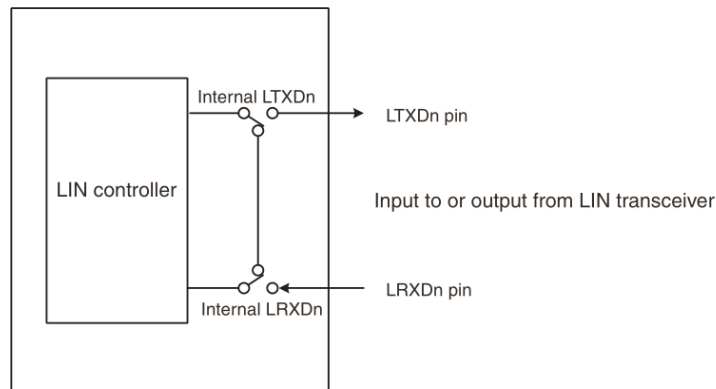 Internal LTXDn
LTXDn pin
LIN controller
Input to or output from LIN transceiver
LRXDn pin
Internal LRXDn